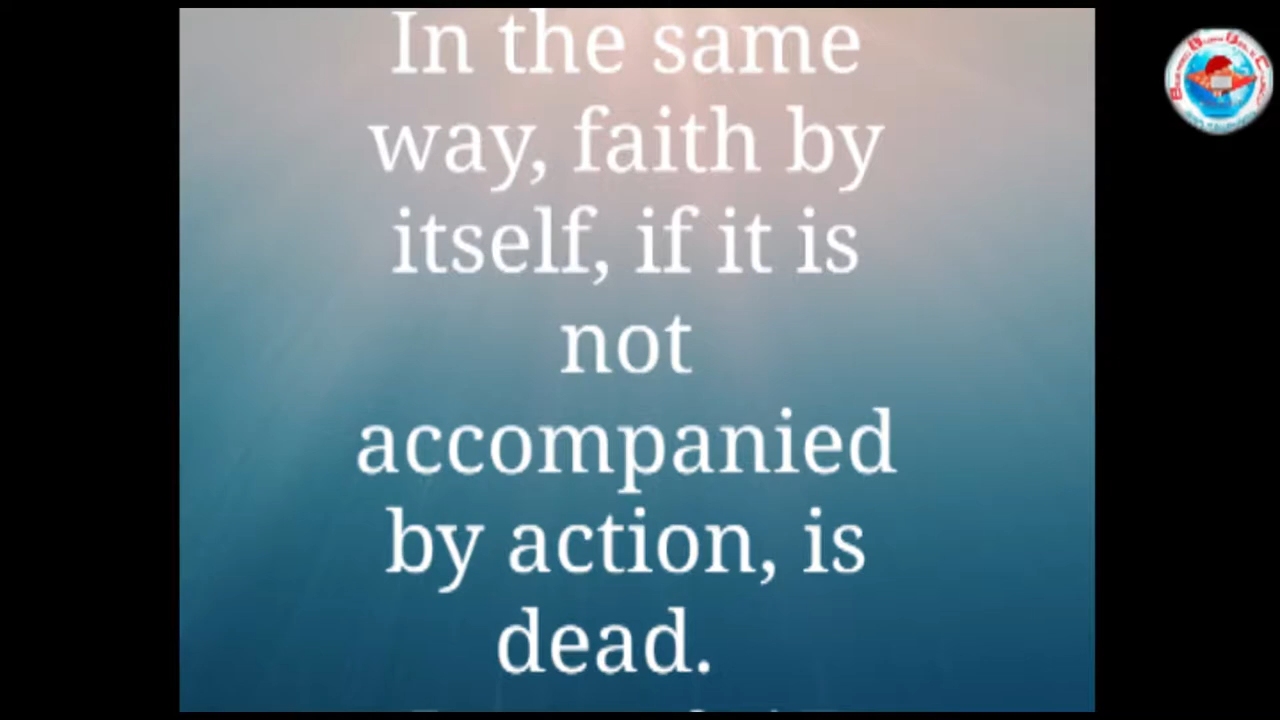 In the same
way, faith by
itself, if it is
not
accompanied
by action, is
dead.